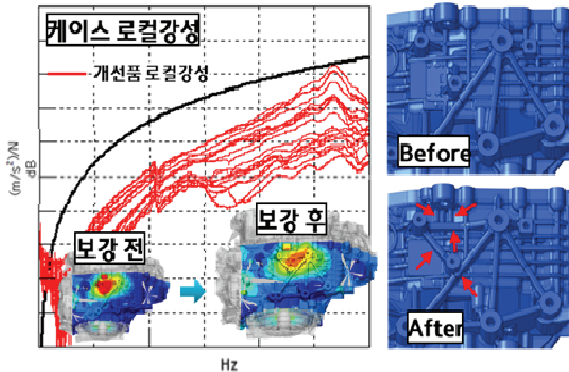 케이스 로컬강성
개선품 로컬강성
dB
N/(m/s²)
보강 전
보강 후
Hz
Before
After